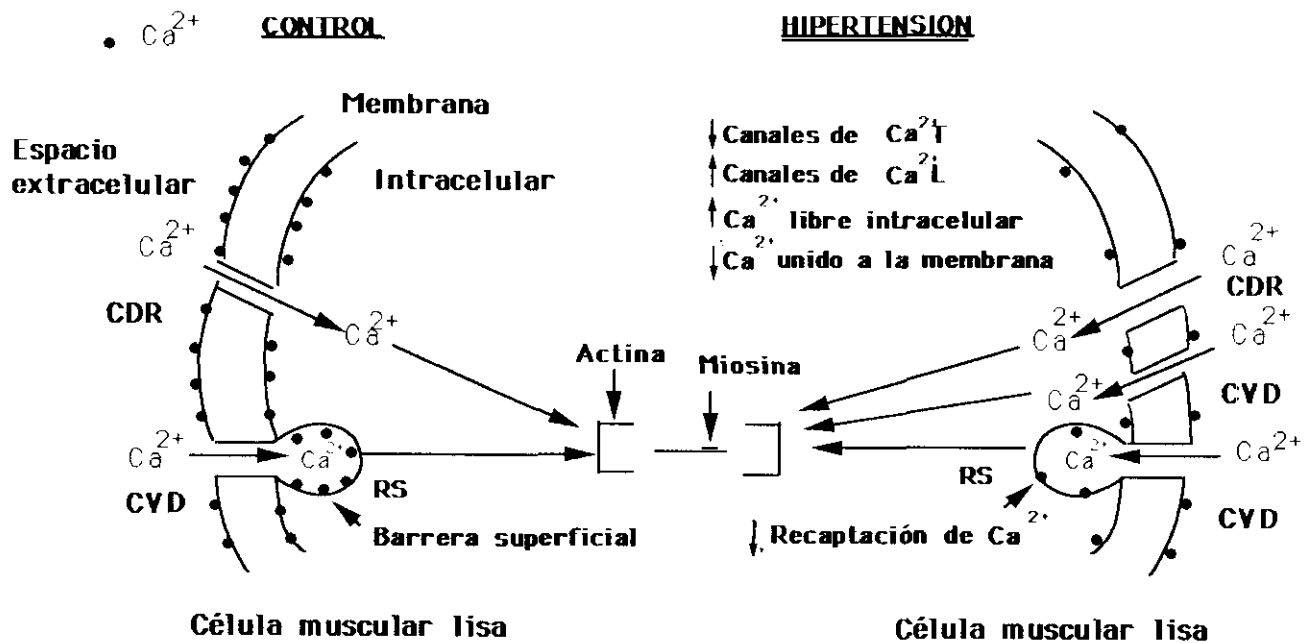 • Ca2+
CONTROL
HIPERTENSION
Membrana
Espacio
extracelular
Intracelular
Ca2+
CDR
Ca2+
Ca2+
CVD
Ca2+
RS
Barrera superficial
Célula muscular lisa
Actina
Miosina
↓ Canales de Ca2+T
↑ Canales de Ca2+L
↑ Ca2+ libre intracelular
↓ Ca2+ unido a la membrana
Ca2+
CDR
Ca2+
Ca2+
CVD
Ca2+
Ca2+
Ca2+
RS
CVD
↓ Recaptación de Ca2+
Célula muscular lisa